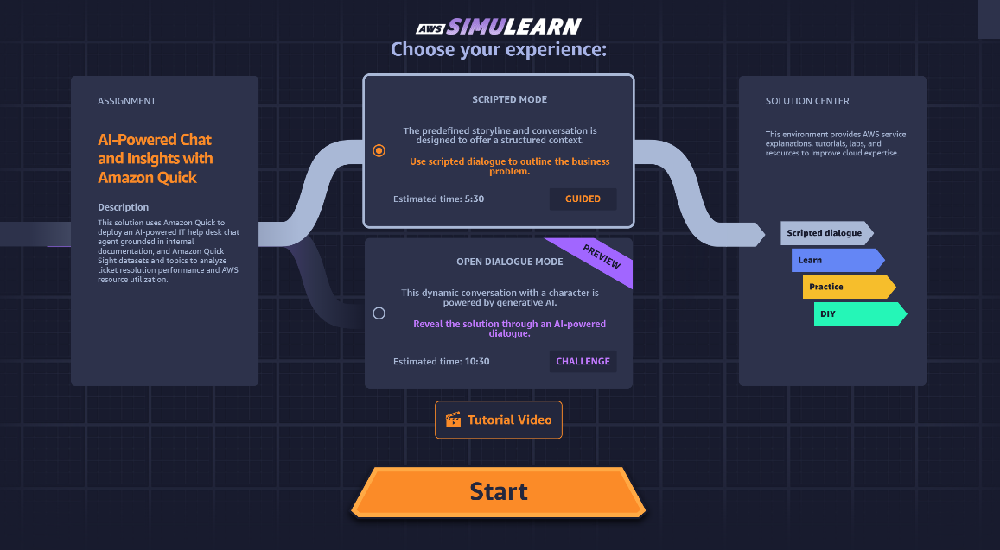 AWS SIMULEARN
Choose your experience:
ASSIGNMENT
AI-Powered Chat
and Insights with
Amazon Quick
Description
This solution uses Amazon Quick to
deploy an AI-powered IT help desk chat
agent grounded in internal
documentation, and Amazon Quick
Sight datasets and topics to analyze
ticket resolution performance and AWS
resource utilization.
SCRIPTED MODE
The predefined storyline and conversation is
designed to offer a structured context.
Use scripted dialogue to outline the business
problem.
Estimated time: 5:30
GUIDED
OPEN DIALOGUE MODE
PREVIEW
This dynamic conversation with a character is
powered by generative AI.
Reveal the solution through an AI-powered
dialogue.
Estimated time: 10:30
CHALLENGE
SOLUTION CENTER
This environment provides AWS service
explanations, tutorials, labs, and
resources to improve cloud expertise.
Scripted dialogue
Learn
Practice
DIY
Tutorial Video
Start